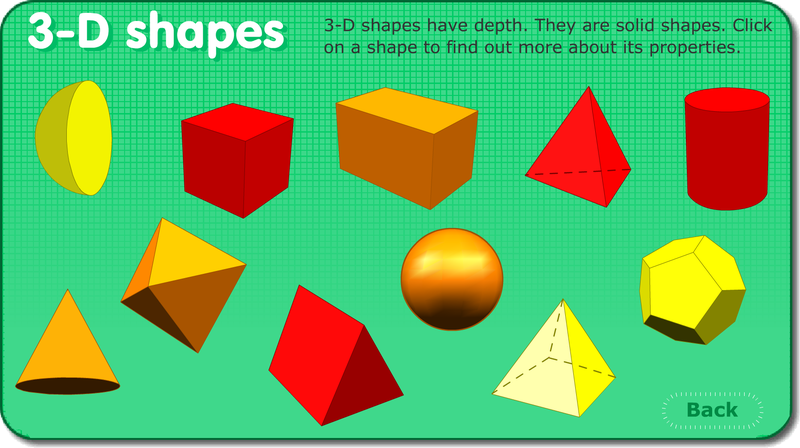 3-D shapes
3-D shapes have depth. They are solid shapes. Click
on a shape to find out more about its properties.
Back